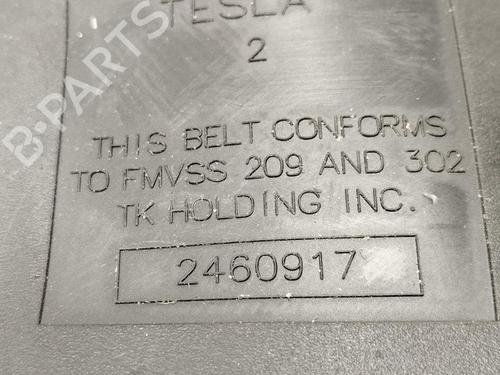 TESLA
2
THIS BELT CONFORMS
TO FMVSS 209 AND 302
TK HOLDING INC.
2460917
B-PARTS